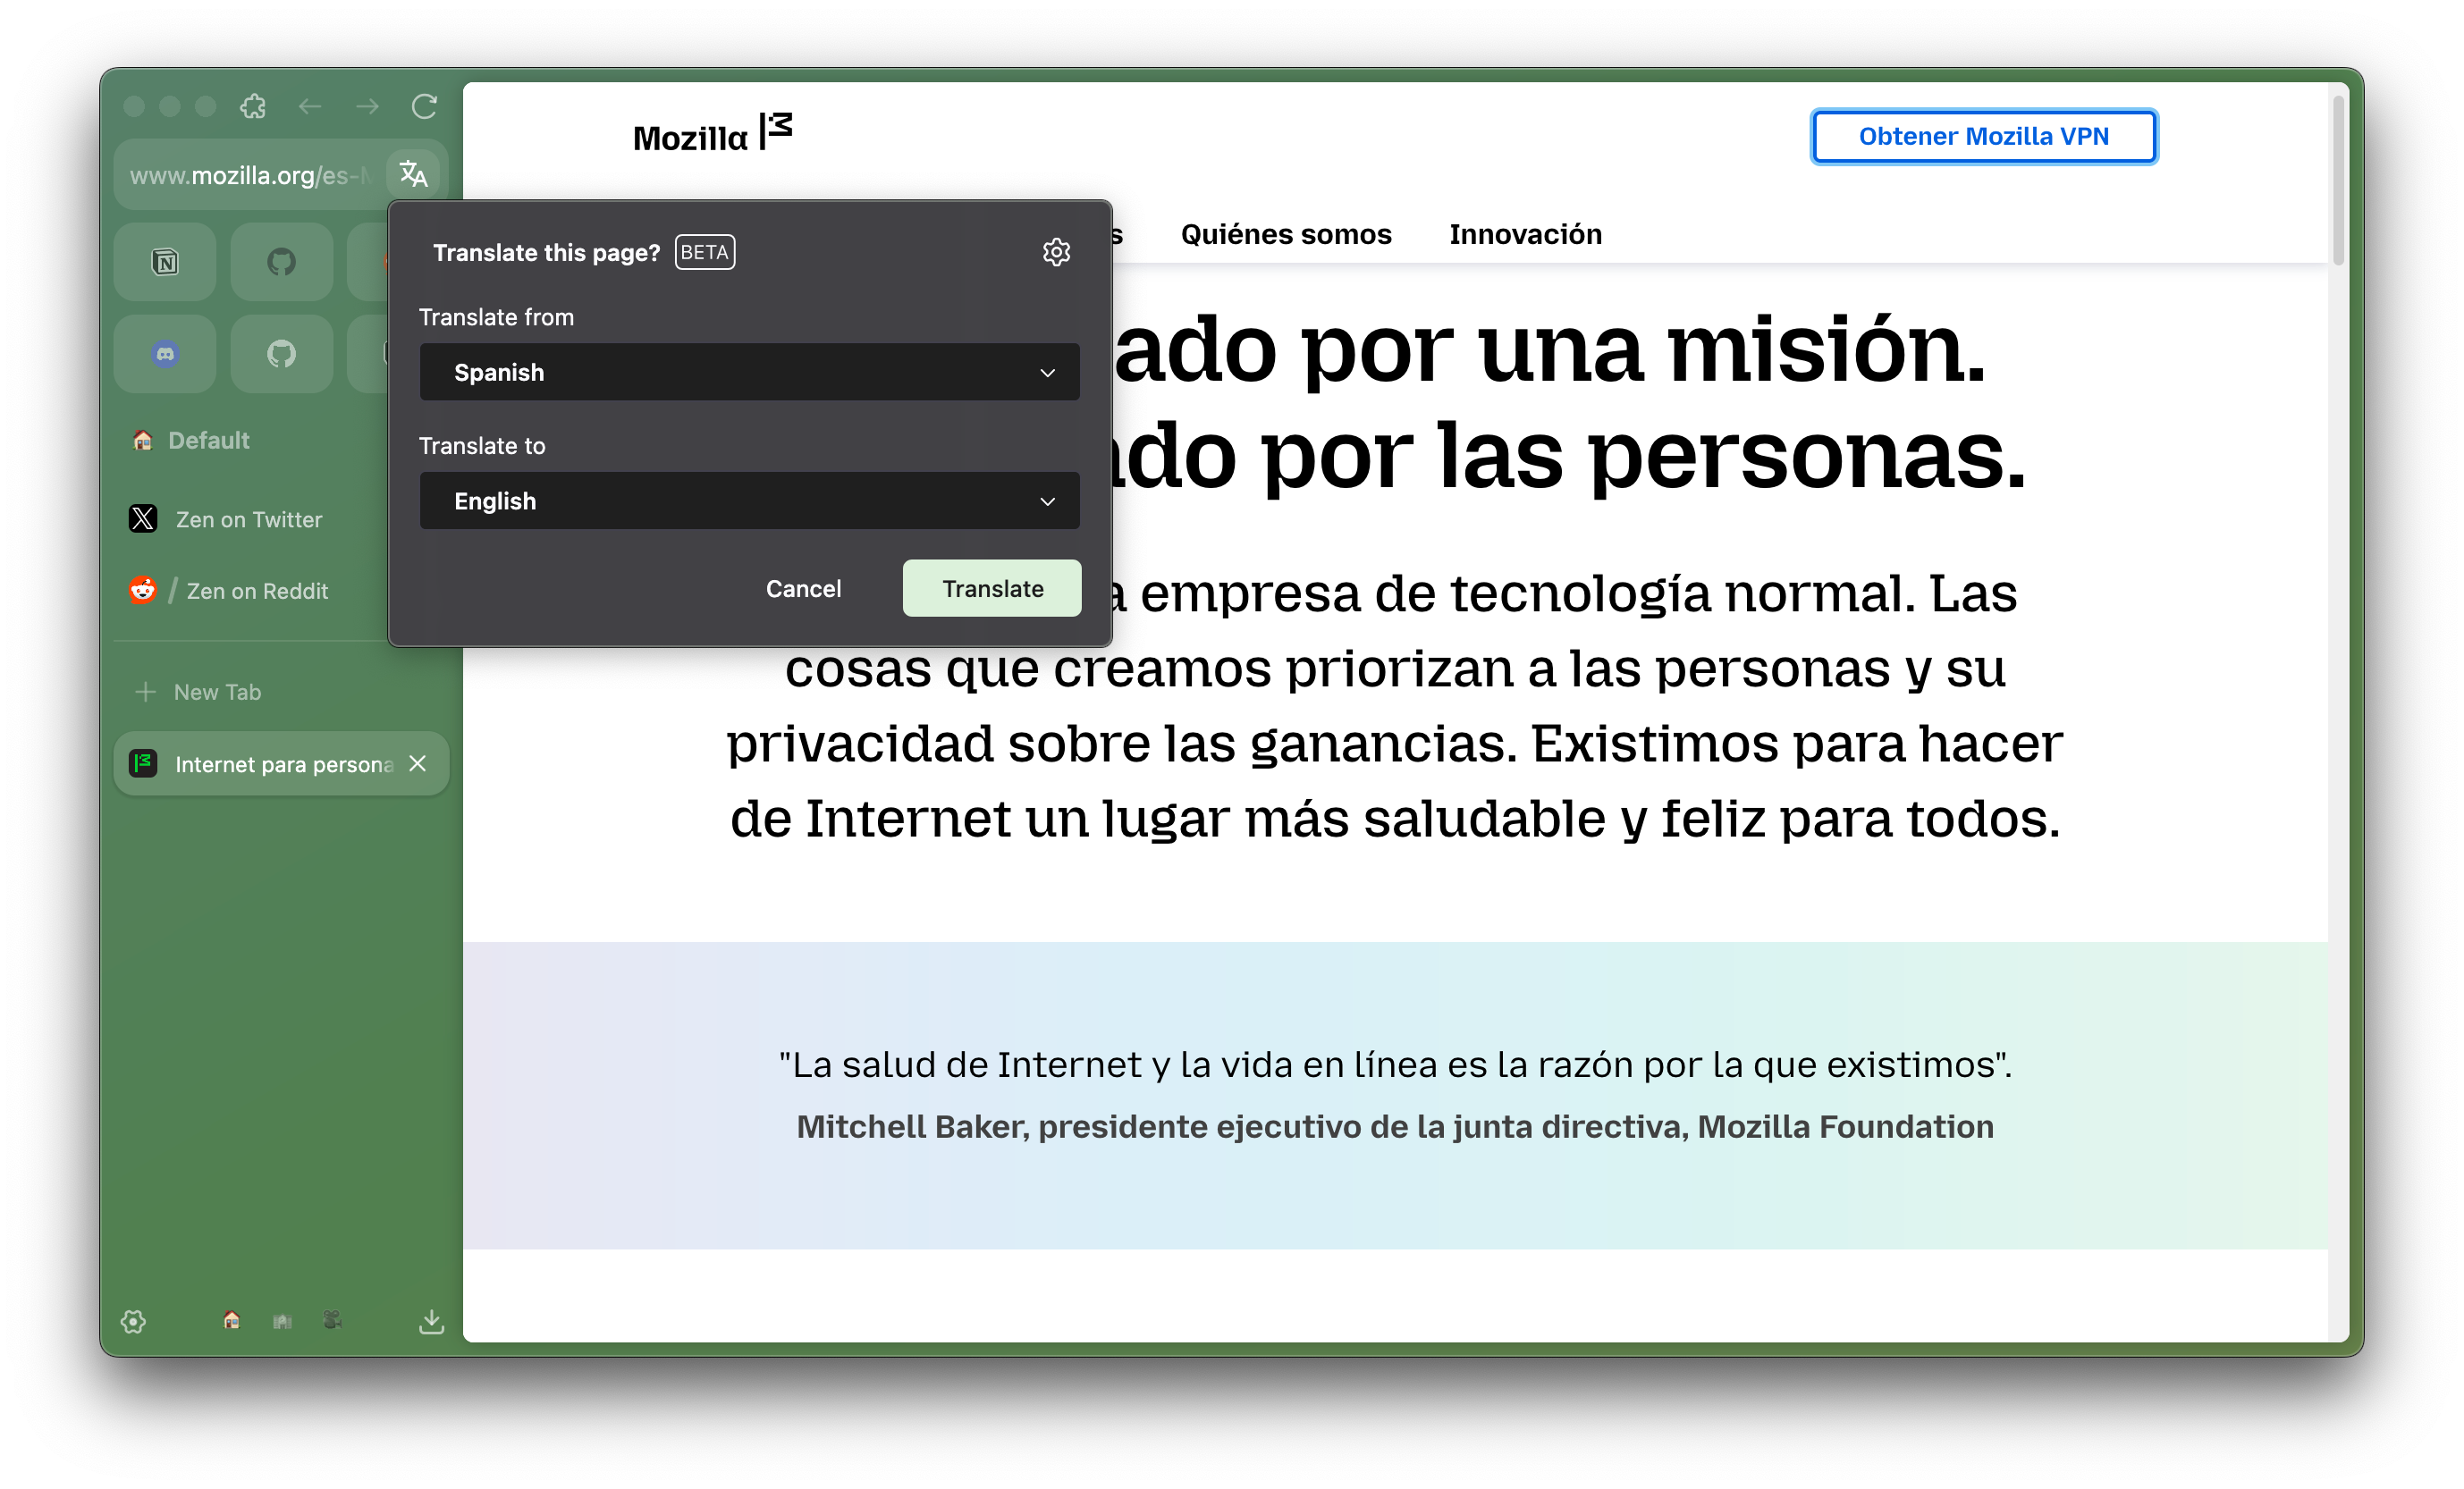 www.mozilla.org/es-
Default
Zen on Twitter
/ Zen on Reddit
New Tab
Internet para persona
Translate this page? BETA
Translate from
Spanish
Translate to
English
Cancel Translate
Mozilla
Obtener Mozilla VPN
s Quiénes somos Innovación
ado por una misión.
do por las personas.
a empresa de tecnología normal. Las
cosas que creamos priorizan a las personas y su
privacidad sobre las ganancias. Existimos para hacer
de Internet un lugar más saludable y feliz para todos.
"La salud de Internet y la vida en línea es la razón por la que existimos".
Mitchell Baker, presidente ejecutivo de la junta directiva, Mozilla Foundation